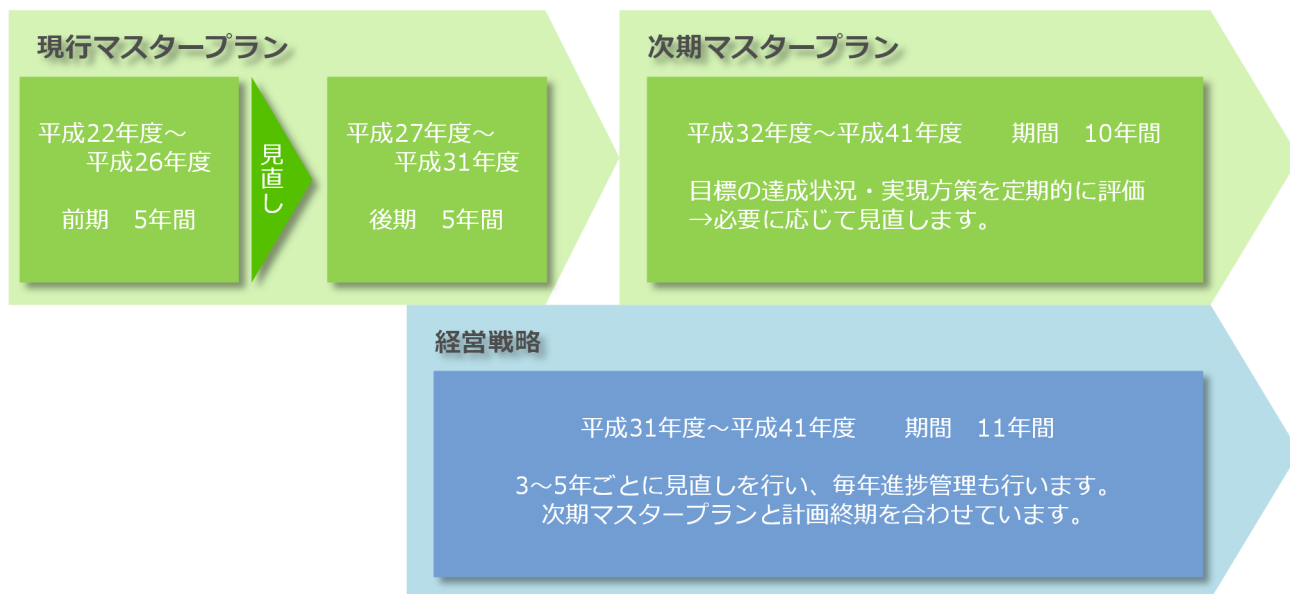 現行マスタープラン
平成22年度～
平成26年度
前期　5年間
見直し
平成27年度～
平成31年度
後期　5年間
次期マスタープラン
平成32年度～平成41年度　　期間　10年間
目標の達成状況・実現方策を定期的に評価
→必要に応じて見直します。
経営戦略
平成31年度～平成41年度　　期間　11年間
3～5年ごとに見直しを行い、毎年進捗管理も行います。
次期マスタープランと計画終期を合わせています。